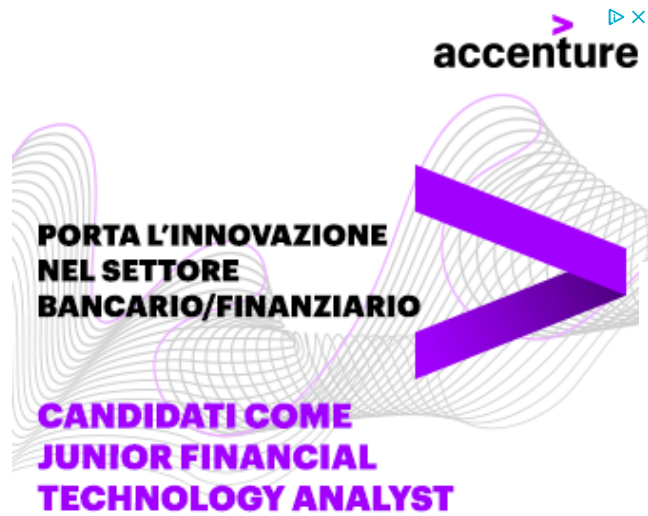 accenture
PORTA L'INNOVAZIONE
NEL SETTORE
BANCARIO/FINANZIARIO
CANDIDATI COME
JUNIOR FINANCIAL
TECHNOLOGY ANALYST